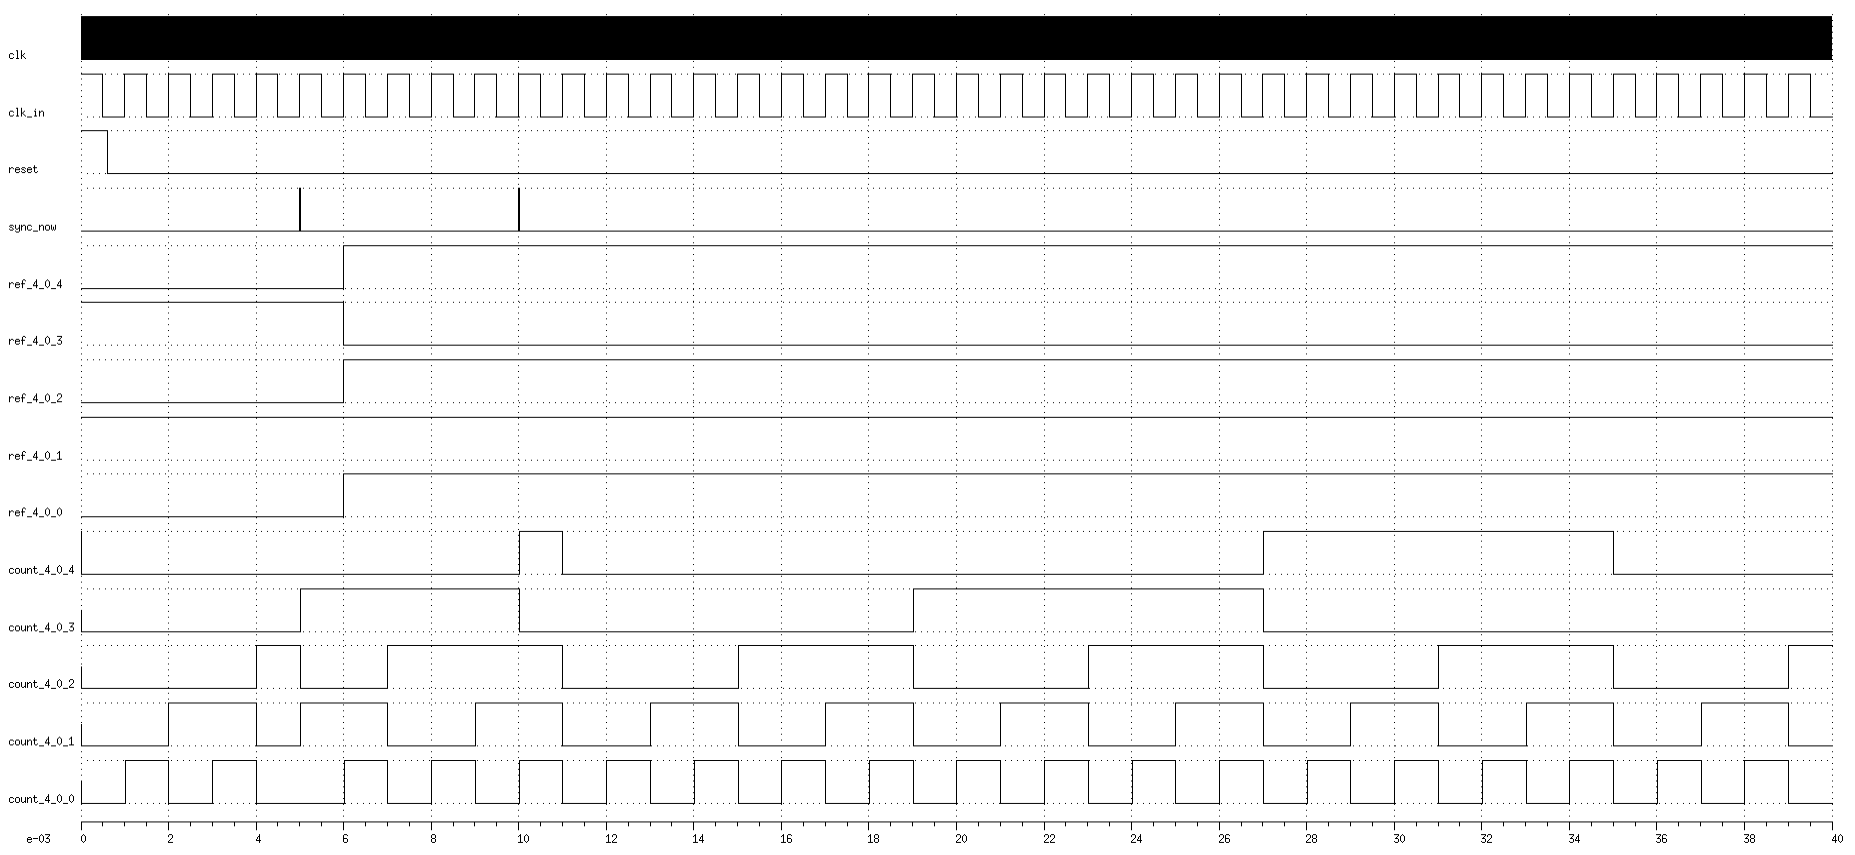 clk
clk_in
reset
sync_now
ref_4_0_4
ref_4_0_3
ref_4_0_2
ref_4_0_1
ref_4_0_0
count_4_0_4
count_4_0_3
count_4_0_2
count_4_0_1
count_4_0_0
e-03 0 2 4 6 8 10 12 14 16 18 20 22 24 26 28 30 32 34 36 38 40